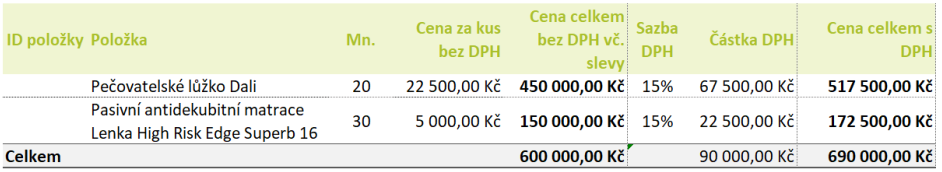 ID položky Položka Mn. Cena za kus bez DPH Cena celkem bez DPH vč. slevy Sazba DPH Částka DPH Cena celkem s DPH
Pečovatelské lůžko Dali 20 22 500,00 Kč 450 000,00 Kč 15% 67 500,00 Kč 517 500,00 Kč
Pasivní antidekubitní matrace
Lenka High Risk Edge Superb 16 30 5 000,00 Kč 150 000,00 Kč 15% 22 500,00 Kč 172 500,00 Kč
Celkem 600 000,00 Kč 90 000,00 Kč 690 000,00 Kč